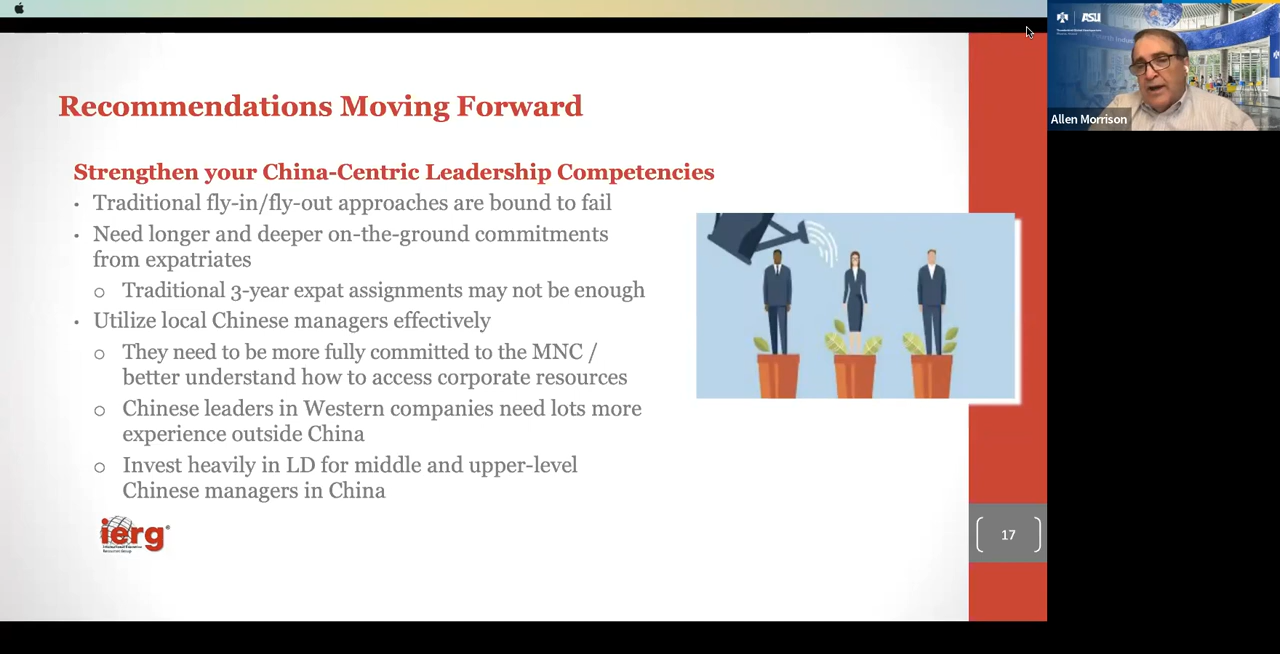 Recommendations Moving Forward
Strengthen your China-Centric Leadership Competencies
• Traditional fly-in/fly-out approaches are bound to fail
• Need longer and deeper on-the-ground commitments
from expatriates
o Traditional 3-year expat assignments may not be enough
• Utilize local Chinese managers effectively
o They need to be more fully committed to the MNC /
better understand how to access corporate resources
o Chinese leaders in Western companies need lots more
experience outside China
o Invest heavily in LD for middle and upper-level
Chinese managers in China
ierg®
17
ASU
Allen Morrison